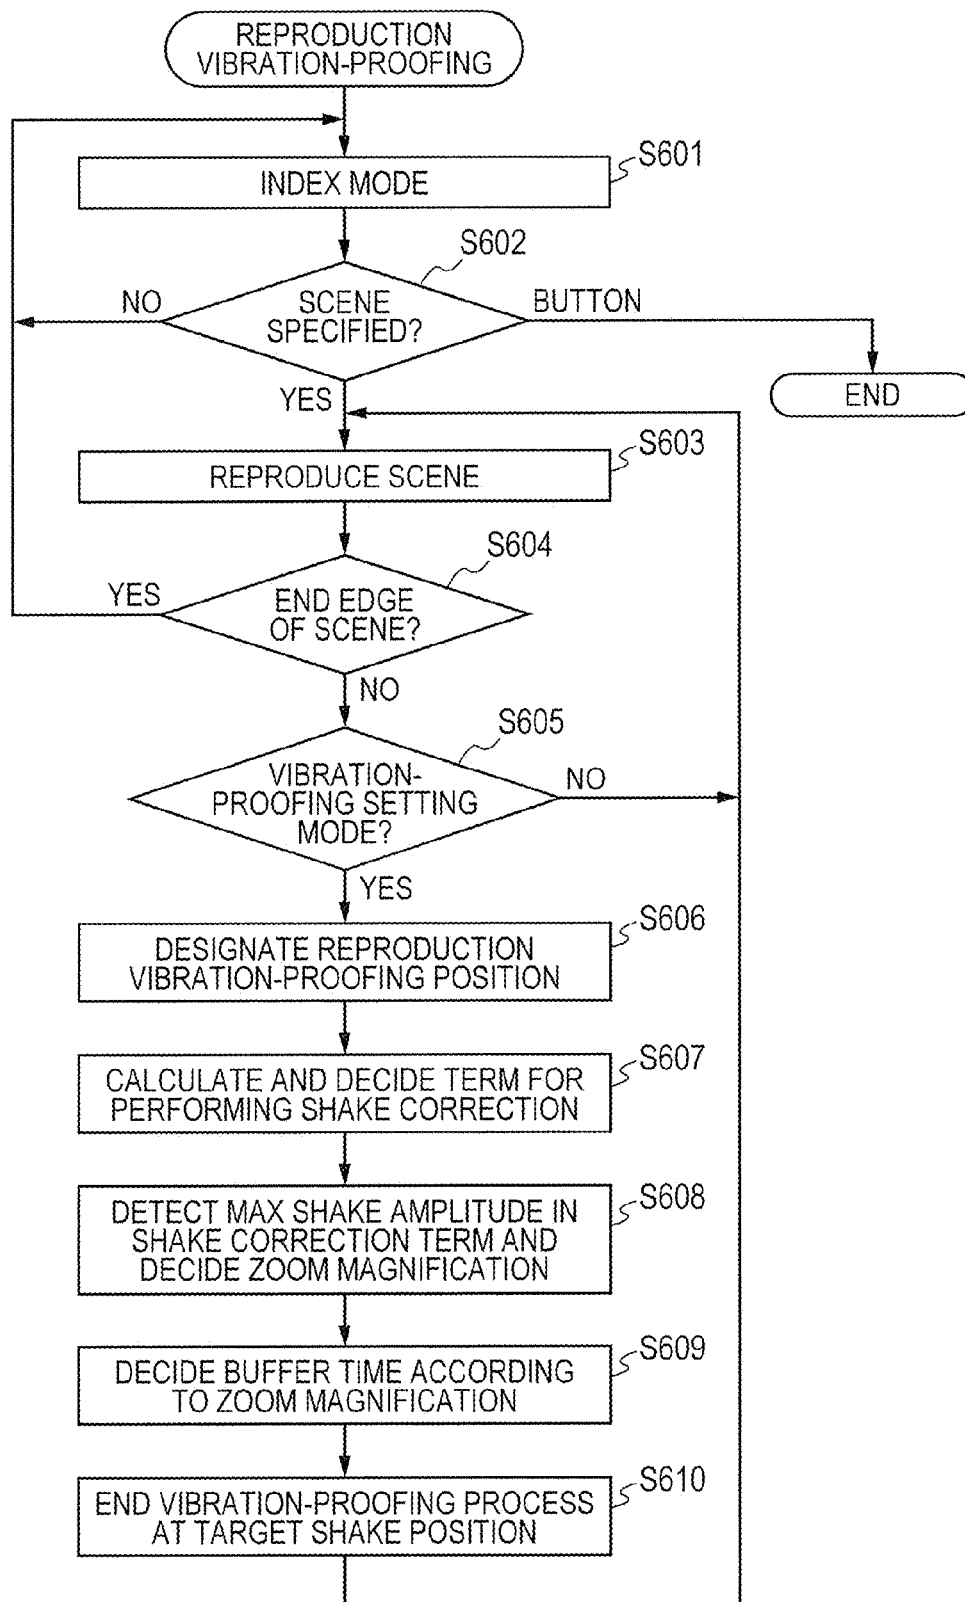 REPRODUCTION
VIBRATION-PROOFING
S601
INDEX MODE
S602
NO
SCENE
SPECIFIED?
BUTTON
YES
END
S603
REPRODUCE SCENE
S604
YES
END EDGE
OF SCENE?
NO
S605
VIBRATION-
PROOFING SETTING
MODE?
NO
YES
S606
DESIGNATE REPRODUCTION
VIBRATION-PROOFING POSITION
S607
CALCULATE AND DECIDE TERM FOR
PERFORMING SHAKE CORRECTION
S608
DETECT MAX SHAKE AMPLITUDE IN
SHAKE CORRECTION TERM AND
DECIDE ZOOM MAGNIFICATION
S609
DECIDE BUFFER TIME ACCORDING
TO ZOOM MAGNIFICATION
S610
END VIBRATION-PROOFING PROCESS
AT TARGET SHAKE POSITION